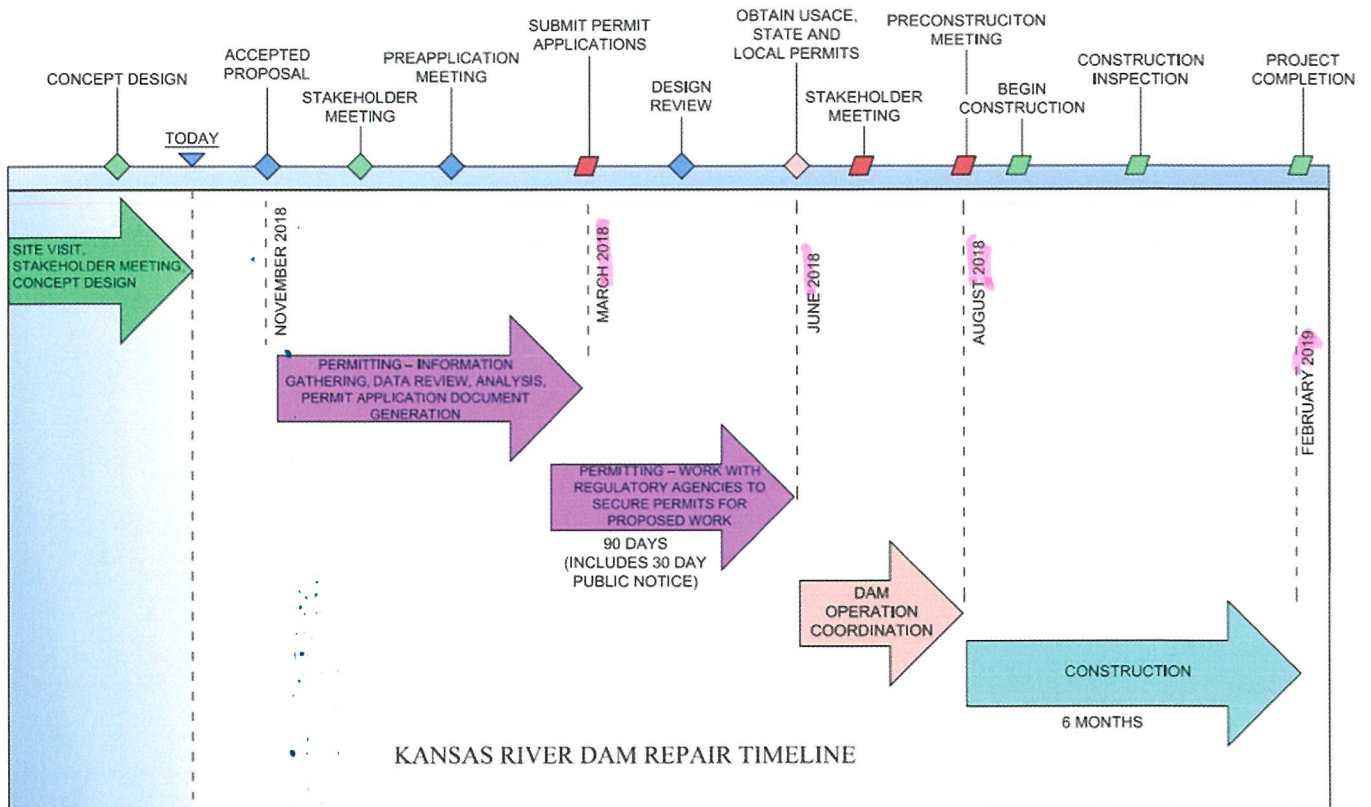 CONCEPT DESIGN
TODAY
ACCEPTED
PROPOSAL
STAKEHOLDER
MEETING
PREAPPLICATION
MEETING
SUBMIT PERMIT
APPLICATIONS
DESIGN
REVIEW
OBTAIN USACE,
STATE AND
LOCAL PERMITS
STAKEHOLDER
MEETING
PRECONSTRUCITON
MEETING
BEGIN
CONSTRUCTION
CONSTRUCTION
INSPECTION
PROJECT
COMPLETION
SITE VISIT,
STAKEHOLDER MEETING,
CONCEPT DESIGN
NOVEMBER 2018
MARCH 2018
JUNE 2018
AUGUST 2018
FEBRUARY 2019
PERMITTING – INFORMATION
GATHERING, DATA REVIEW, ANALYSIS,
PERMIT APPLICATION DOCUMENT
GENERATION
PERMITTING – WORK WITH
REGULATORY AGENCIES TO
SECURE PERMITS FOR
PROPOSED WORK
90 DAYS
(INCLUDES 30 DAY
PUBLIC NOTICE)
DAM
OPERATION
COORDINATION
CONSTRUCTION
6 MONTHS
KANSAS RIVER DAM REPAIR TIMELINE